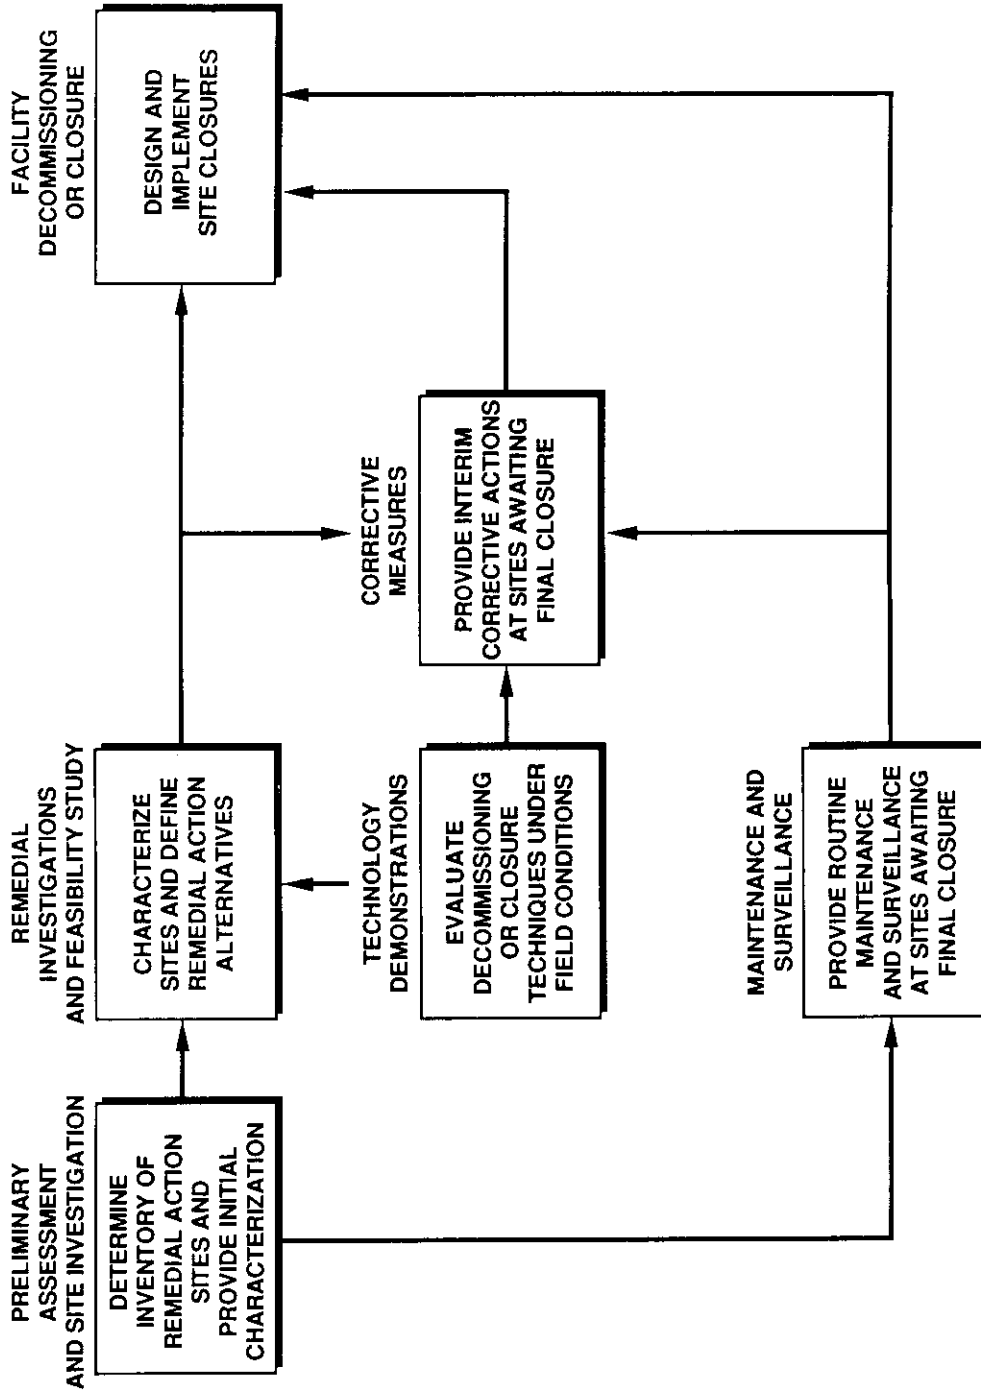 PRELIMINARY
ASSESSMENT
AND SITE INVESTIGATION
DETERMINE
INVENTORY OF
REMEDIAL ACTION
SITES AND
PROVIDE INITIAL
CHARACTERIZATION
REMEDIAL
INVESTIGATIONS
AND FEASIBILITY STUDY
CHARACTERIZE
SITES AND DEFINE
REMEDIAL ACTION
ALTERNATIVES
FACILITY
DECOMMISSIONING
OR CLOSURE
DESIGN AND
IMPLEMENT
SITE CLOSURES
TECHNOLOGY
DEMONSTRATIONS
EVALUATE
DECOMMISSIONING
OR CLOSURE
TECHNIQUES UNDER
FIELD CONDITIONS
CORRECTIVE
MEASURES
PROVIDE INTERIM
CORRECTIVE ACTIONS
AT SITES AWAITING
FINAL CLOSURE
MAINTENANCE AND
SURVEILLANCE
PROVIDE ROUTINE
MAINTENANCE
AND SURVEILLANCE
AT SITES AWAITING
FINAL CLOSURE